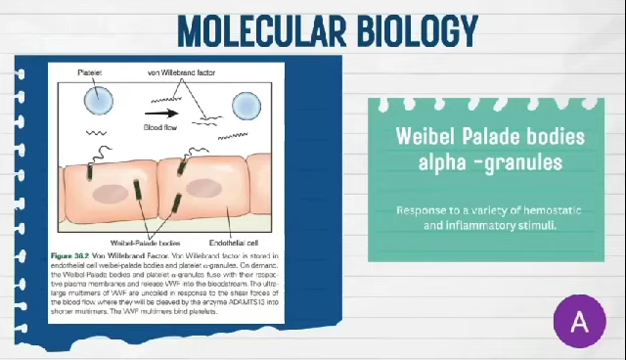 MOLECULAR BIOLOGY
Platelet
von Willebrand factor
Blood flow
Weibel-Palade bodies
Endothelial cell
Figure 36.2 Von Willebrand Factor. Von Willebrand factor is stored in
endothelial cell weibel-palade bodies and platelet α-granules. On demand,
the Weibel Palade bodies and platelet α-granules fuse with their respec-
tive plasma membranes and release VWF into the bloodstream. The ultra-
large multimers of VWF are uncoiled in response to the shear forces of
the blood flow where they will be cleaved by the enzyme ADAMTS13 into
shorter multimers. The VWF multimers bind platelets.
Weibel Palade bodies
alpha -granules
Response to a variety of hemostatic
and inflammatory stimuli.
A